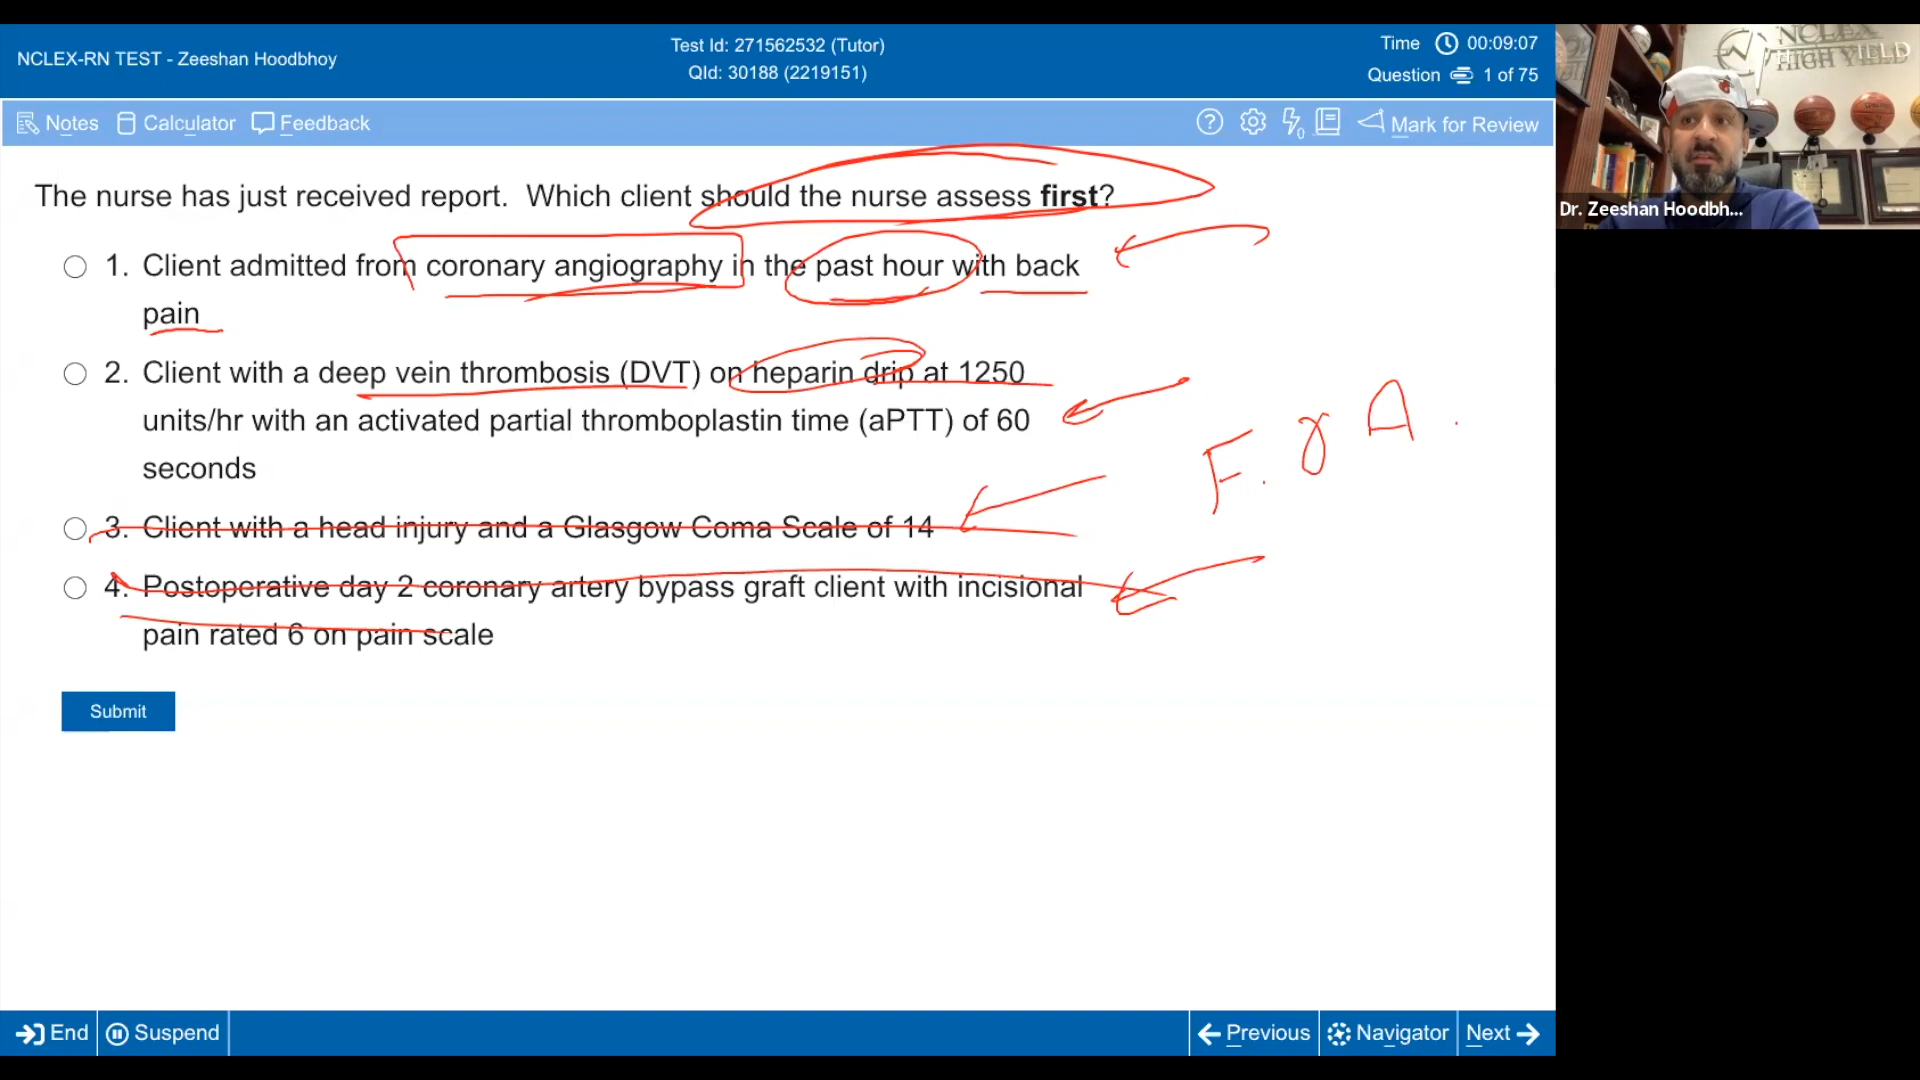 NCLEX-RN TEST - Zeeshan Hoodbhoy
Test Id: 271562532 (Tutor)
QId: 30188 (2219151)
Time 00:09:07
Question 1 of 75
Notes Calculator Feedback
Mark for Review
The nurse has just received report. Which client should the nurse assess first?
1. Client admitted from coronary angiography in the past hour with back
pain
2. Client with a deep vein thrombosis (DVT) on heparin drip at 1250
units/hr with an activated partial thromboplastin time (aPTT) of 60
seconds
3. Client with a head injury and a Glasgow Coma Scale of 14
4. Postoperative day 2 coronary artery bypass graft client with incisional
pain rated 6 on pain scale
Submit
End Suspend
Previous Navigator Next
NCLEX
HIGH YIELD
Dr. Zeeshan Hoodbh...